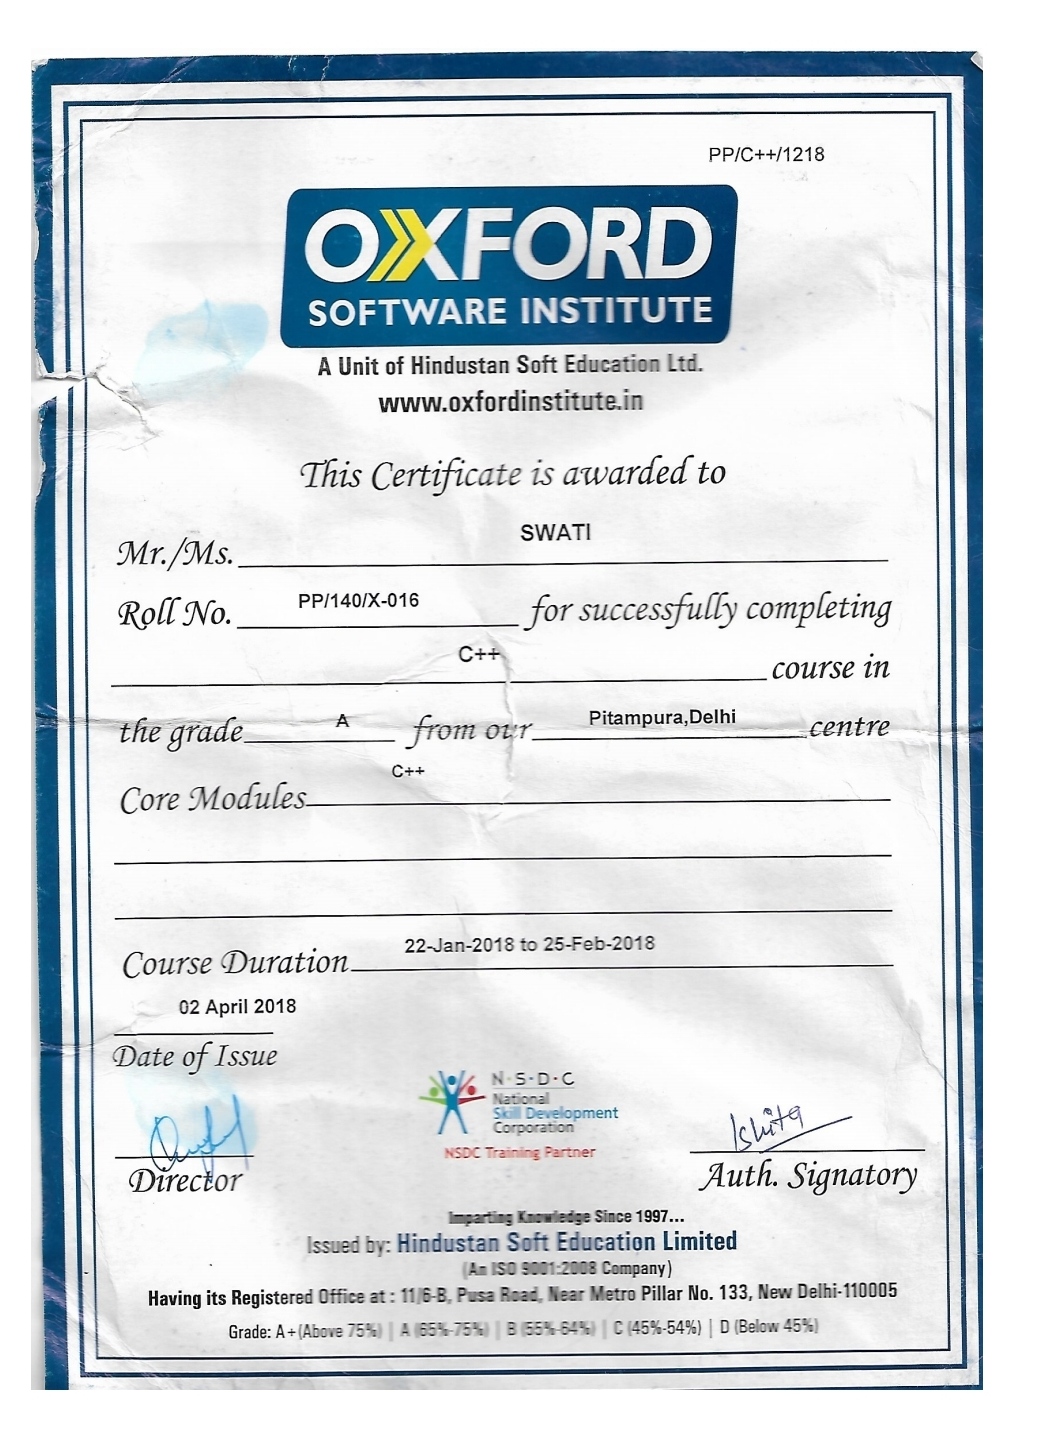 PP/C++/1218
OXFORD
SOFTWARE INSTITUTE
A Unit of Hindustan Soft Education Ltd.
www.oxfordinstitute.in
This Certificate is awarded to
Mr./Ms. SWATI
Roll No. PP/140/X-016 for successfully completing
C++ course in
the grade A from our Pitampura,Delhi centre
Core Modules C++
Course Duration 22-Jan-2018 to 25-Feb-2018
02 April 2018
Date of Issue
N·S·D·C
National
Skill Development
Corporation
NSDC Training Partner
Director
Ishita
Auth. Signatory
Imparting Knowledge Since 1997...
Issued by: Hindustan Soft Education Limited
(An ISO 9001:2008 Company)
Having its Registered Office at : 11/6-B, Pusa Road, Near Metro Pillar No. 133, New Delhi-110005
Grade: A+(Above 75%) | A (65%-75%) | B (55%-64%) | C (45%-54%) | D (Below 45%)